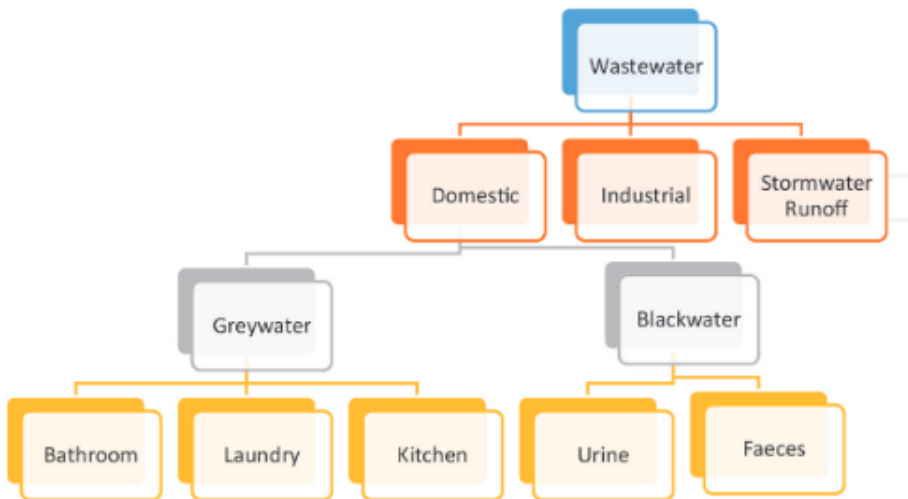 Wastewater
Domestic
Industrial
Stormwater
Runoff
Greywater
Blackwater
Bathroom
Laundry
Kitchen
Urine
Faeces